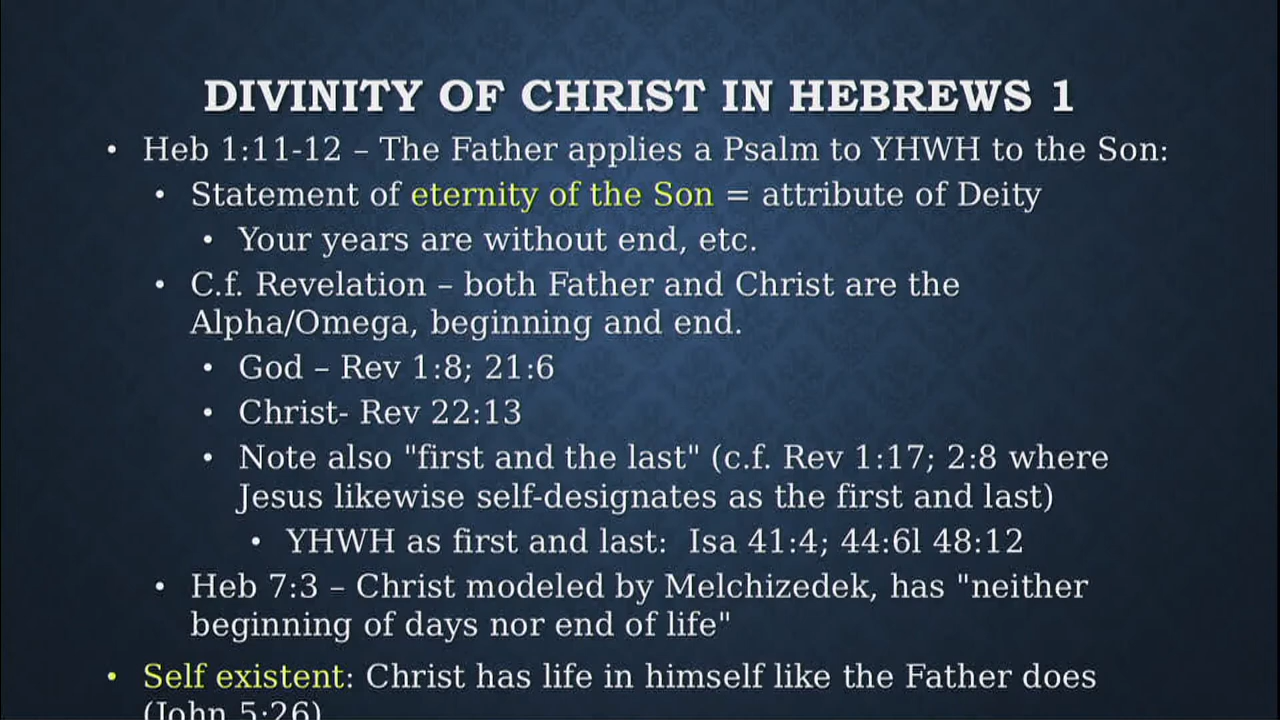 DIVINITY OF CHRIST IN HEBREWS 1
• Heb 1:11-12 – The Father applies a Psalm to YHWH to the Son:
• Statement of eternity of the Son = attribute of Deity
• Your years are without end, etc.
• C.f. Revelation – both Father and Christ are the
Alpha/Omega, beginning and end.
• God – Rev 1:8; 21:6
• Christ- Rev 22:13
• Note also "first and the last" (c.f. Rev 1:17; 2:8 where
Jesus likewise self-designates as the first and last)
• YHWH as first and last:  Isa 41:4; 44:6l 48:12
• Heb 7:3 – Christ modeled by Melchizedek, has "neither
beginning of days nor end of life"
• Self existent: Christ has life in himself like the Father does
(John 5:26)